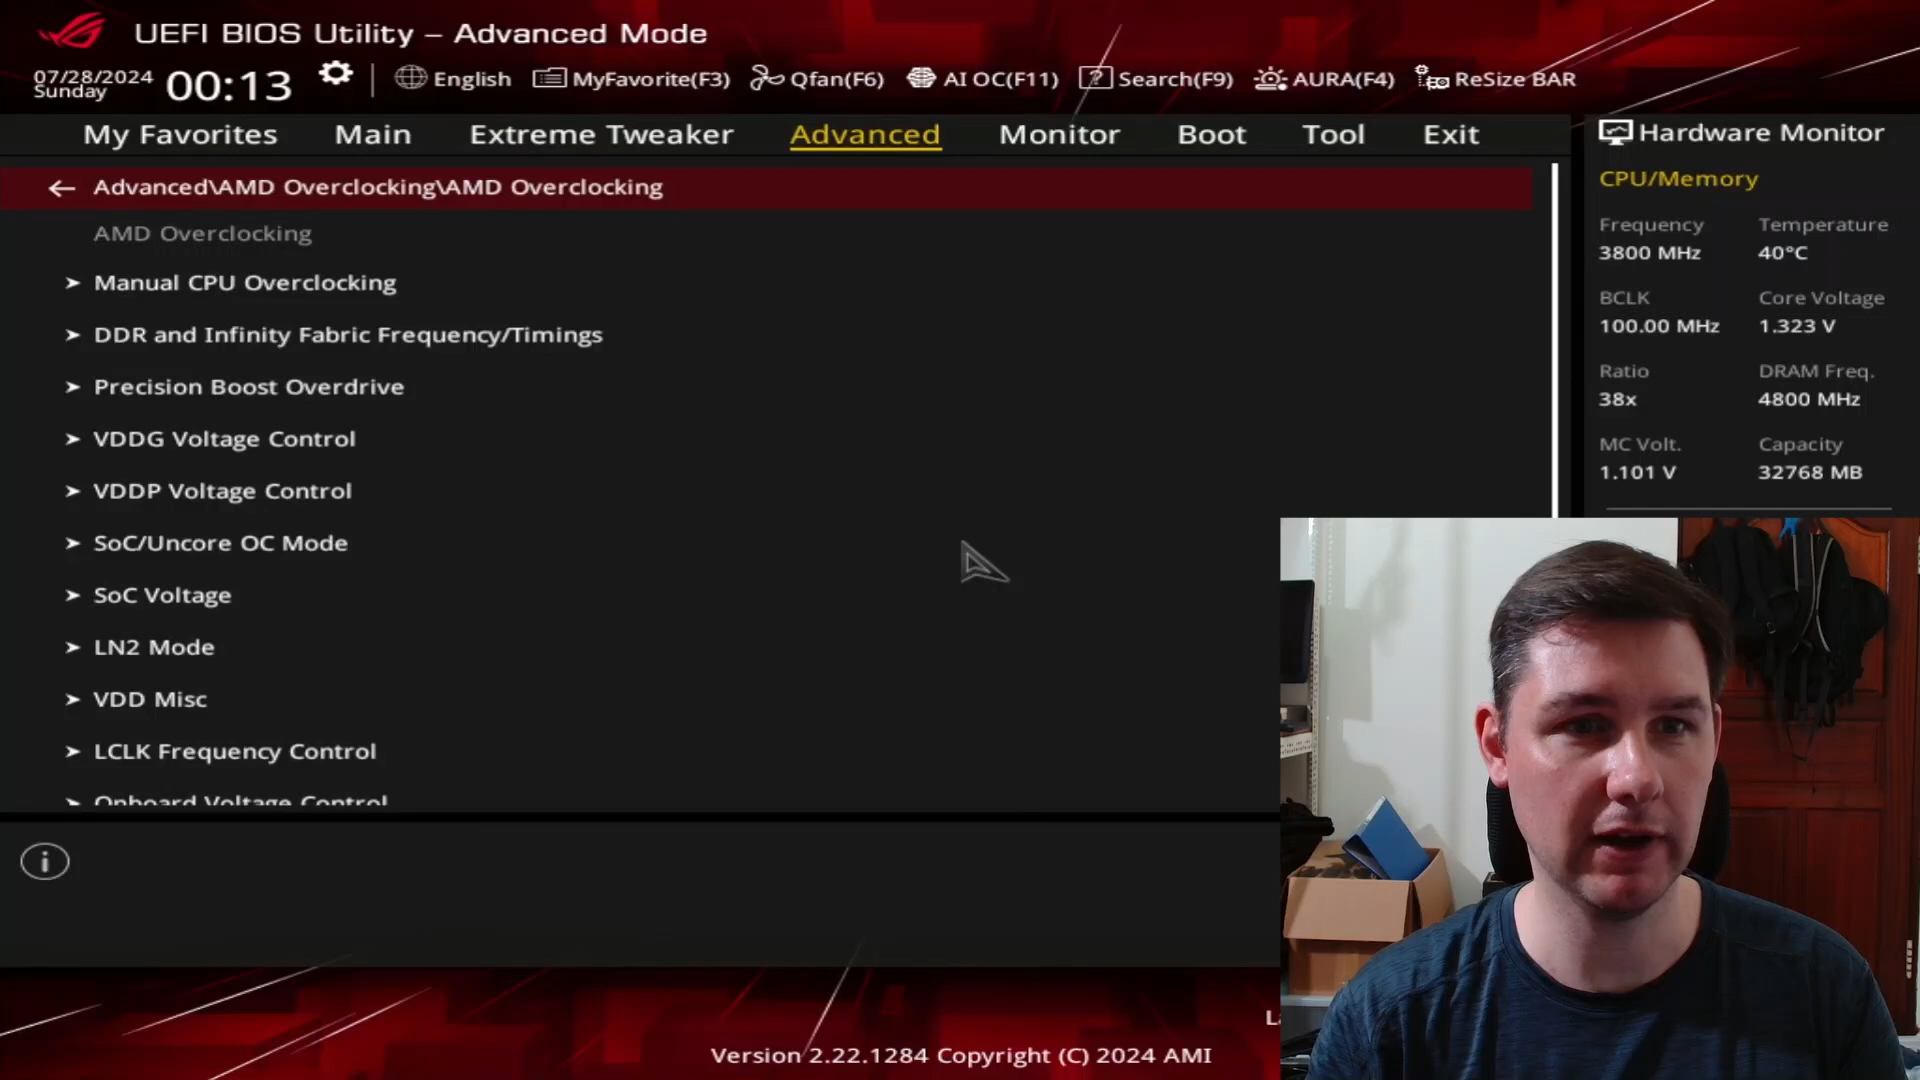 UEFI BIOS Utility – Advanced Mode
07/28/2024
Sunday
00:13
English
MyFavorite(F3)
Qfan(F6)
AI OC(F11)
Search(F9)
AURA(F4)
ReSize BAR
My Favorites
Main
Extreme Tweaker
Advanced
Monitor
Boot
Tool
Exit
Advanced\AMD Overclocking\AMD Overclocking
AMD Overclocking
Manual CPU Overclocking
DDR and Infinity Fabric Frequency/Timings
Precision Boost Overdrive
VDDG Voltage Control
VDDP Voltage Control
SoC/Uncore OC Mode
SoC Voltage
LN2 Mode
VDD Misc
LCLK Frequency Control
Onboard Voltage Control
Hardware Monitor
CPU/Memory
Frequency Temperature
3800 MHz 40°C
BCLK Core Voltage
100.00 MHz 1.323 V
Ratio DRAM Freq.
38x 4800 MHz
MC Volt. Capacity
1.101 V 32768 MB
Version 2.22.1284 Copyright (C) 2024 AMI